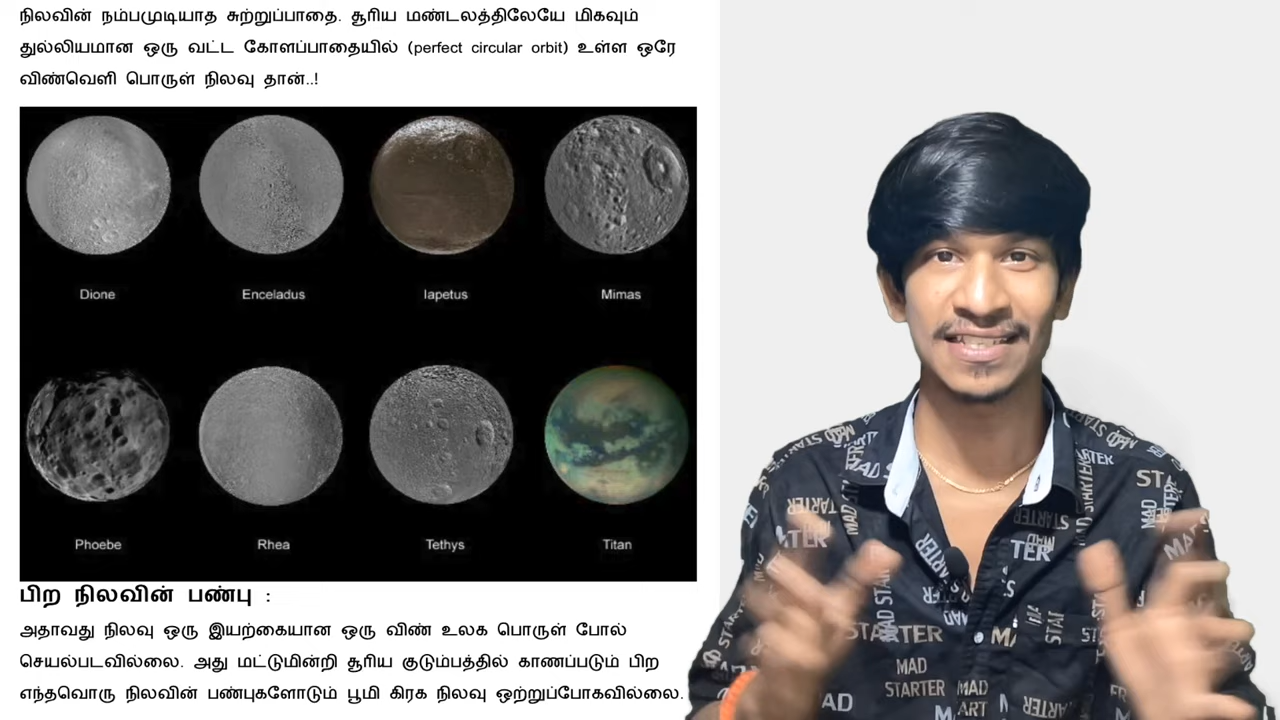 நிலவின் நம்பமுடியாத சுற்றுப்பாதை. சூரிய மண்டலத்திலேயே மிகவும்
துல்லியமான ஒரு வட்ட கோளப்பாதையில் (perfect circular orbit) உள்ள ஒரே
விண்வெளி பொருள் நிலவு தான்..!
Dione Enceladus Iapetus Mimas
Phoebe Rhea Tethys Titan
பிற நிலவின் பண்பு :
அதாவது நிலவு ஒரு இயற்கையான ஒரு விண் உலக பொருள் போல்
செயல்படவில்லை. அது மட்டுமின்றி சூரிய குடும்பத்தில் காணப்படும் பிற
எந்தவொரு நிலவின் பண்புகளோடும் பூமி கிரக நிலவு ஒற்றுப்போகவில்லை.
MAD
STARTER